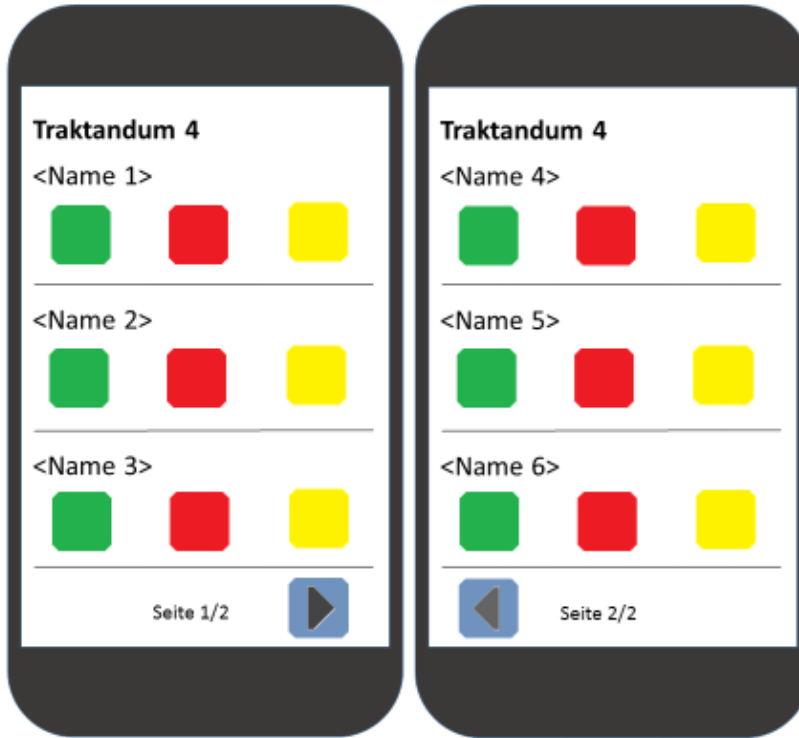 Traktandum 4
<Name 1>
<Name 2>
<Name 3>
Seite 1/2
Traktandum 4
<Name 4>
<Name 5>
<Name 6>
Seite 2/2